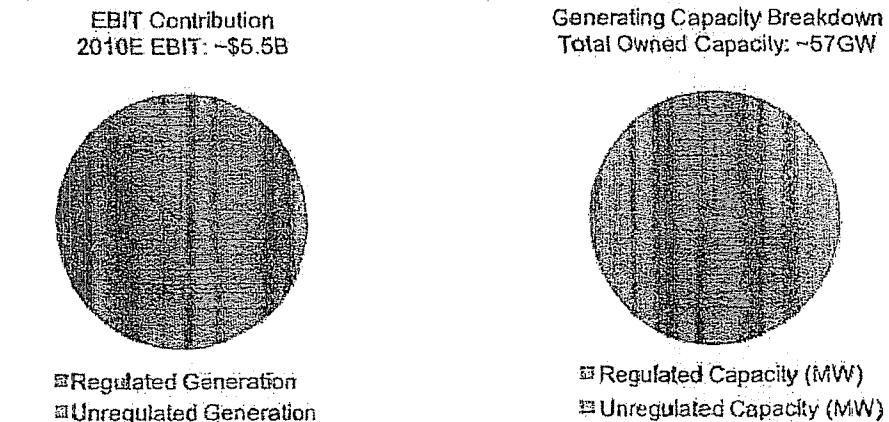 EBIT Contribution
2010E EBIT: ~$5.5B
Generating Capacity Breakdown
Total Owned Capacity: ~57GW
Regulated Generation
Unregulated Generation
Regulated Capacity (MW)
Unregulated Capacity (MW)